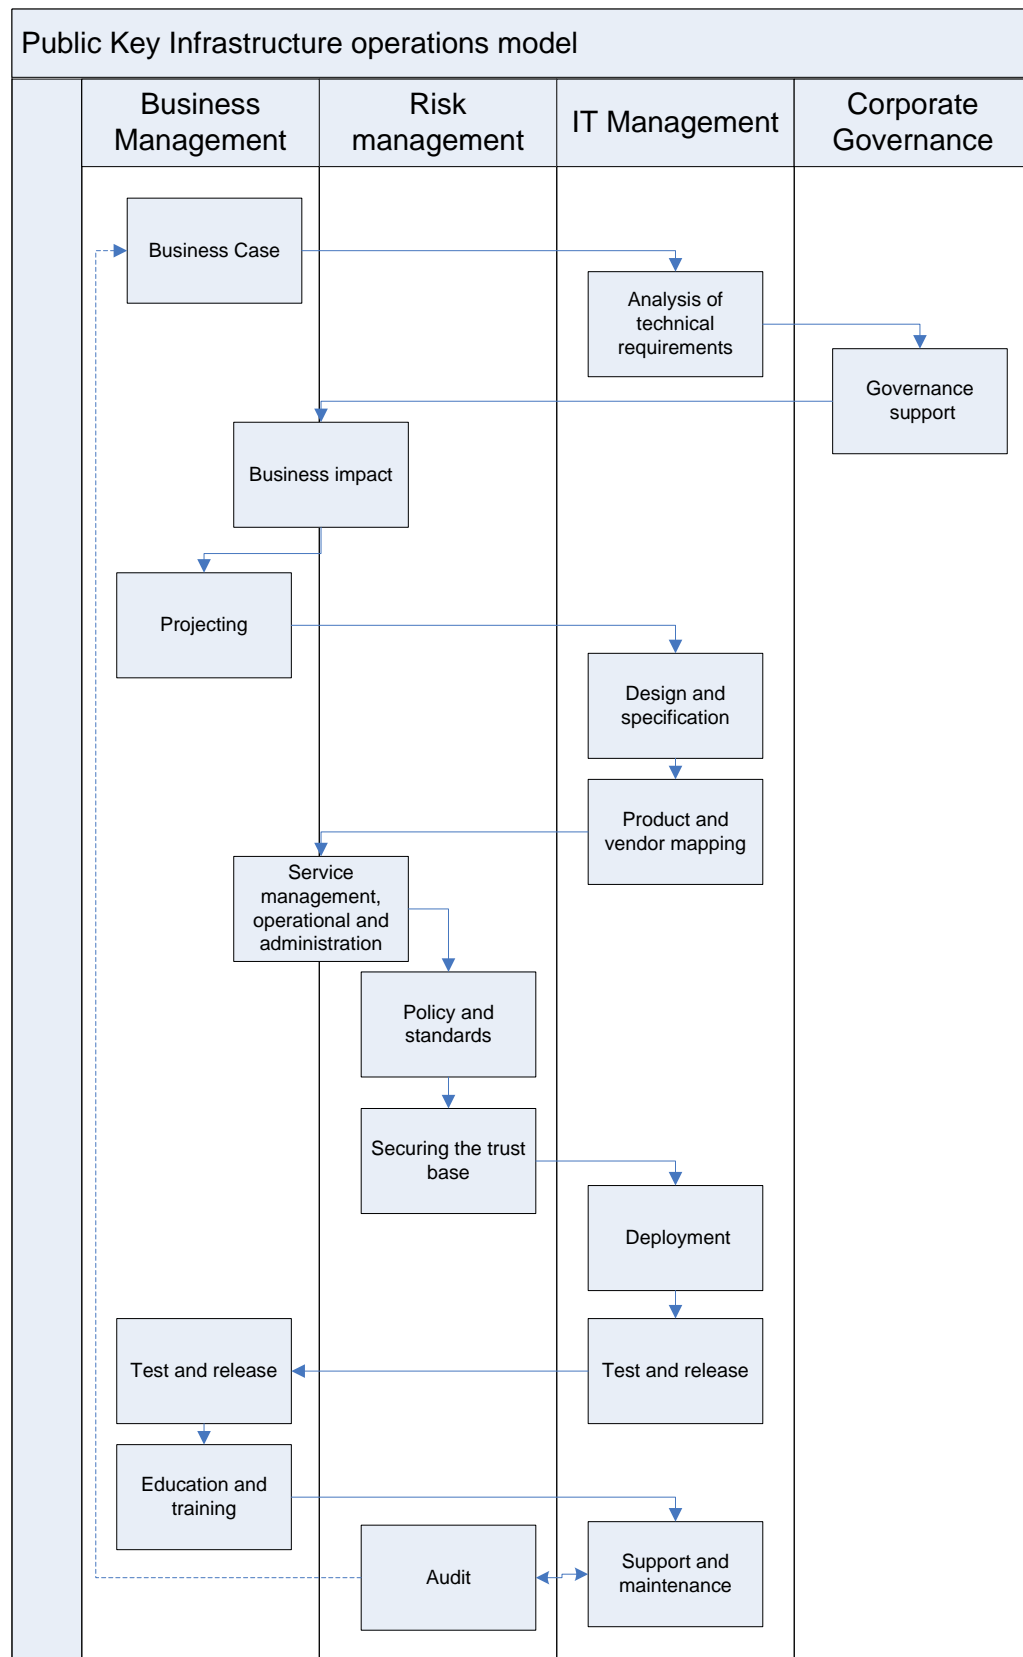 Public Key Infrastructure operations model
Business
Management
Risk
management
IT Management
Corporate
Governance
Business Case
Analysis of
technical
requirements
Governance
support
Business impact
Projecting
Design and
specification
Product and
vendor mapping
Service
management,
operational and
administration
Policy and
standards
Securing the trust
base
Deployment
Test and release
Test and release
Education and
training
Audit
Support and
maintenance